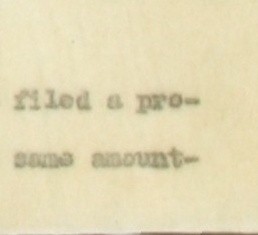 filed a pro-
same amount-